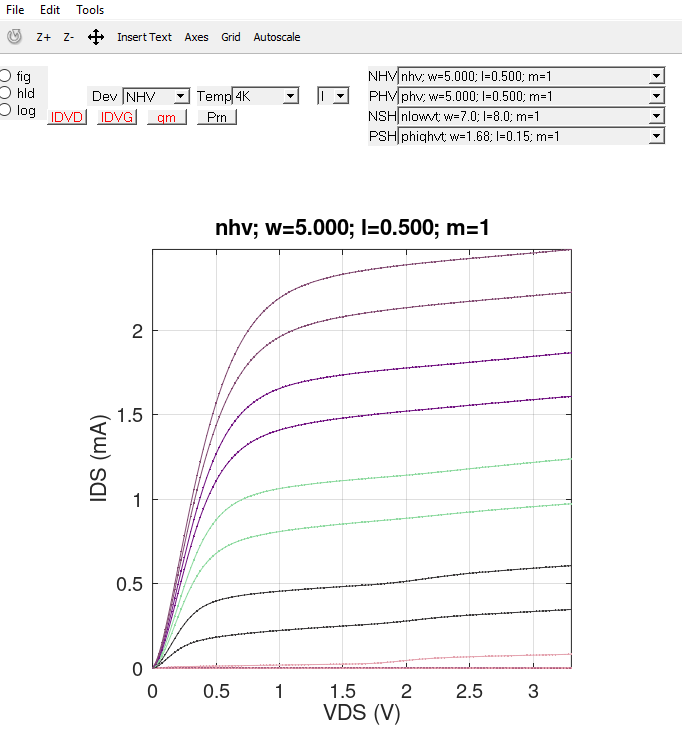 File Edit Tools
Z+ Z- Insert Text Axes Grid Autoscale
fig
hld
log
Dev NHV Temp 4K I
IDVD IDVG gm Prn
NHV nhv; w=5.000; l=0.500; m=1
PHV phv; w=5.000; l=0.500; m=1
NSH nlowvt; w=7.0; l=8.0; m=1
PSH phighvt; w=1.68; l=0.15; m=1
nhv; w=5.000; l=0.500; m=1
IDS (mA)
2
1.5
1
0.5
0
0 0.5 1 1.5 2 2.5 3
VDS (V)